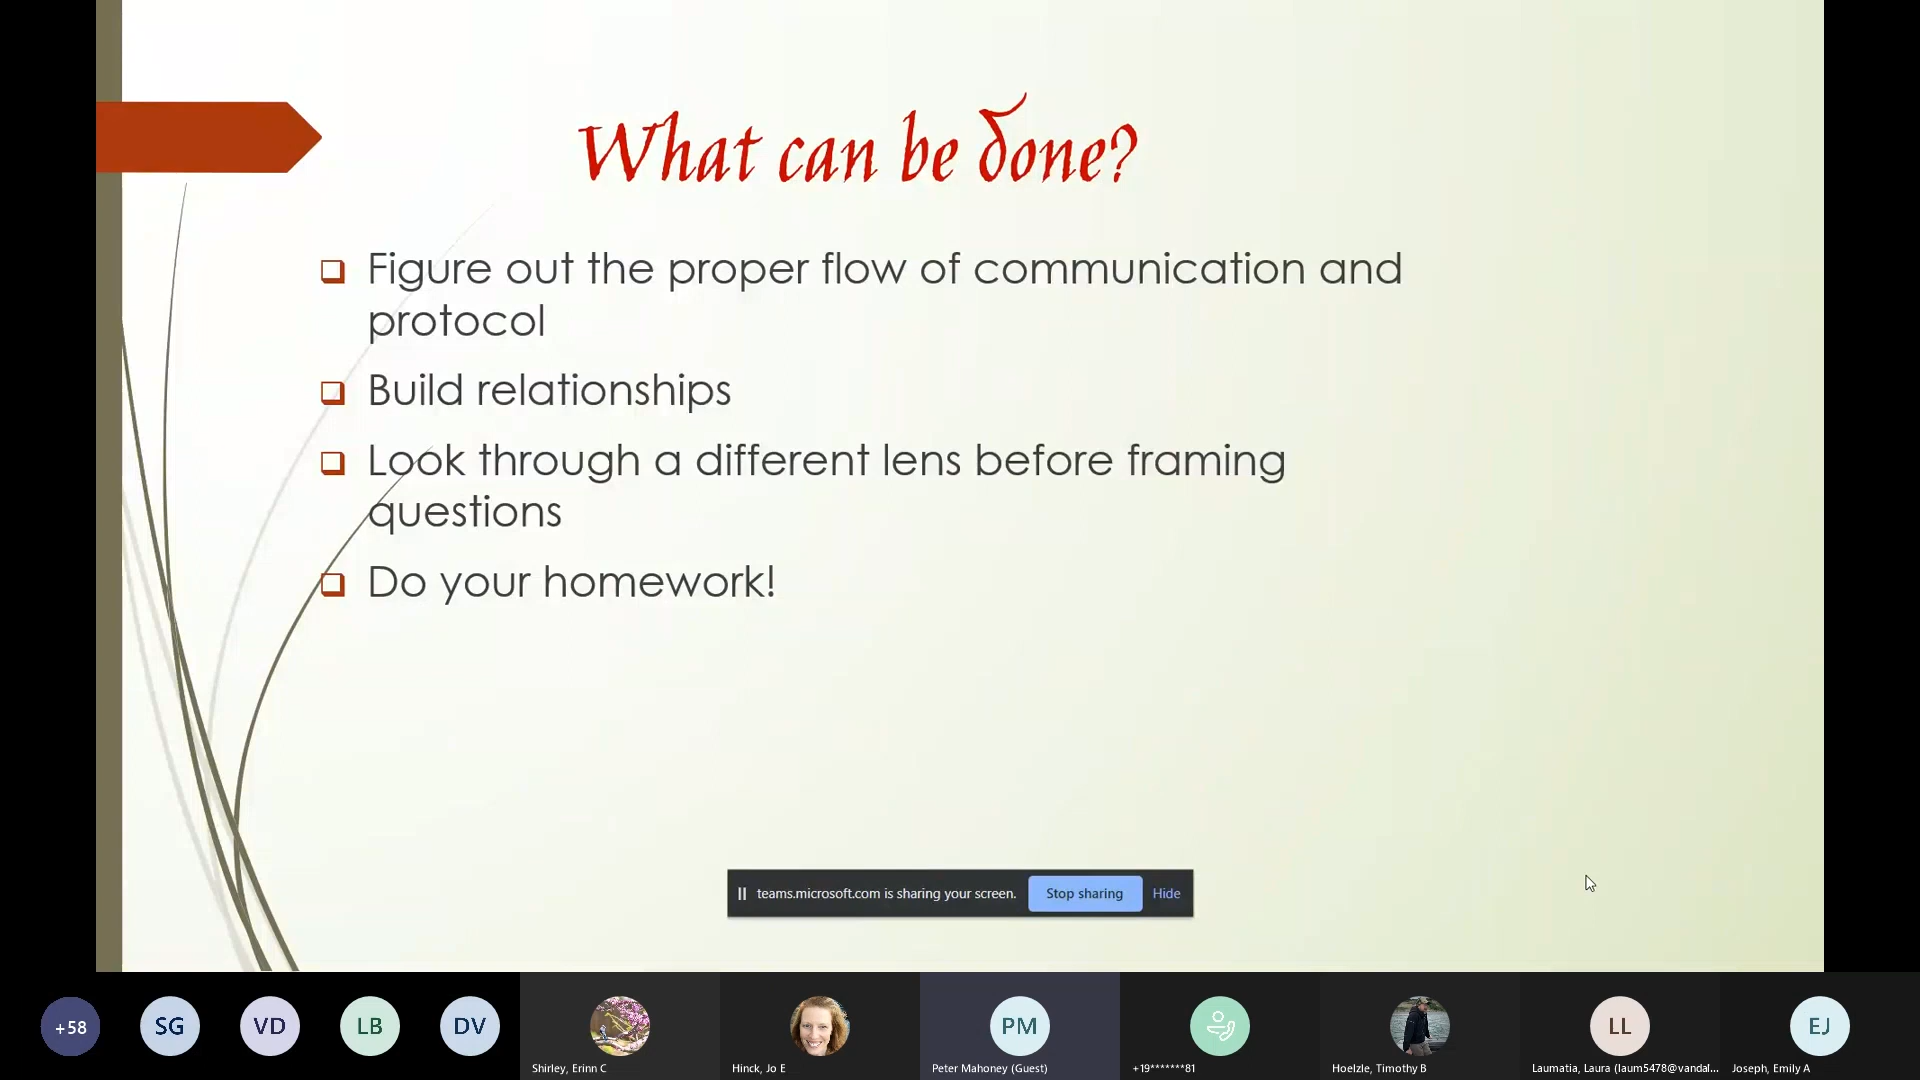 What can be done?
Figure out the proper flow of communication and
protocol
Build relationships
Look through a different lens before framing
questions
Do your homework!
teams.microsoft.com is sharing your screen. Stop sharing Hide
+58 SG VD LB DV PM LL EJ
Shirley, Erinn C Hinck, Jo E Peter Mahoney (Guest) +19*******81 Hoelzle, Timothy B Laumatia, Laura (laum5478@vandal... Joseph, Emily A